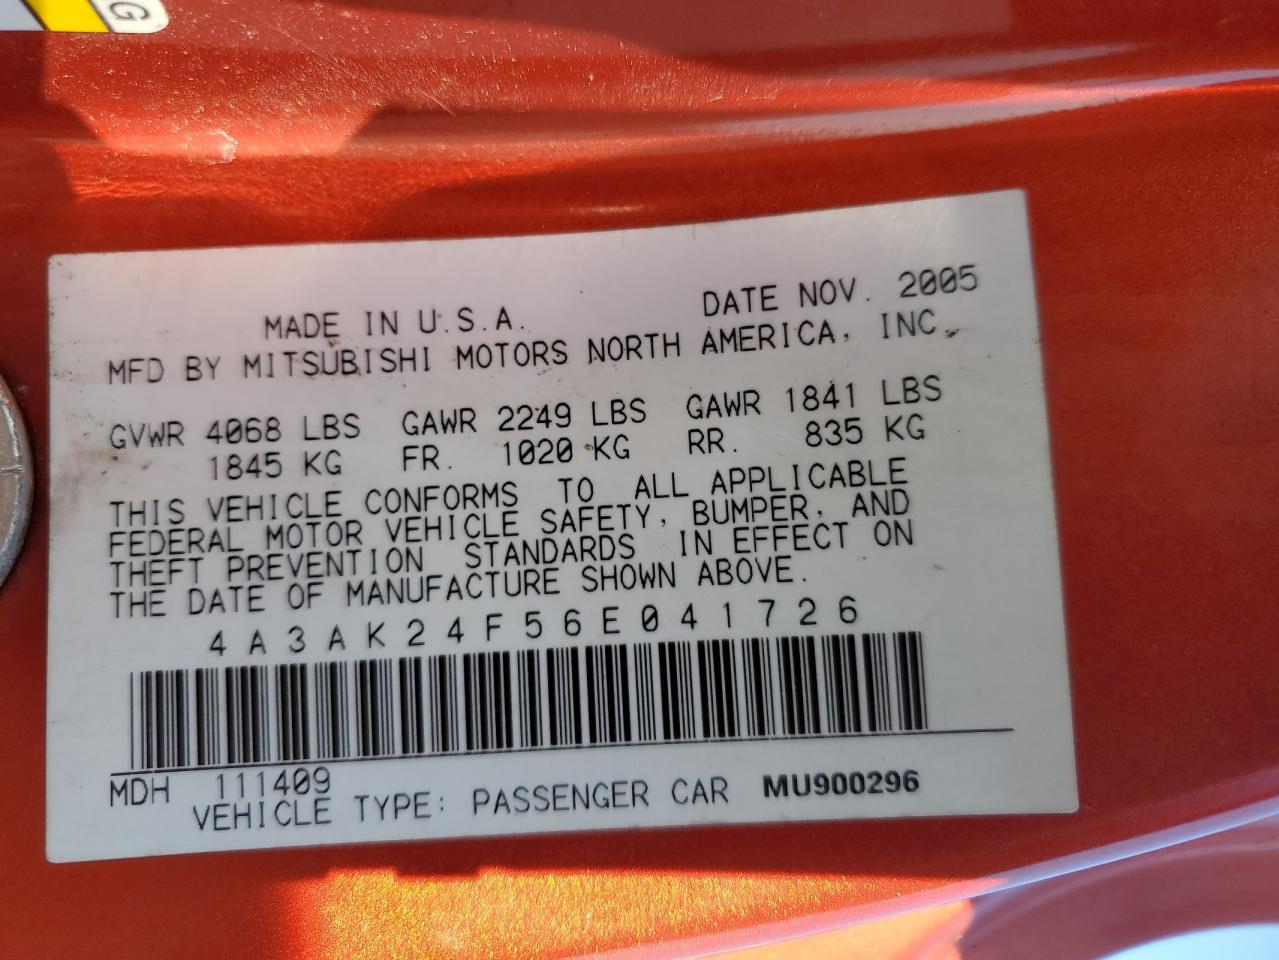 G
MADE IN U.S.A. DATE NOV. 2005
MFD BY MITSUBISHI MOTORS NORTH AMERICA, INC.
GVWR 4068 LBS GAWR 2249 LBS GAWR 1841 LBS
1845 KG FR. 1020 KG RR. 835 KG
THIS VEHICLE CONFORMS TO ALL APPLICABLE
FEDERAL MOTOR VEHICLE SAFETY, BUMPER, AND
THEFT PREVENTION STANDARDS IN EFFECT ON
THE DATE OF MANUFACTURE SHOWN ABOVE.
4A3AK24F56E041726
MDH 111409
VEHICLE TYPE: PASSENGER CAR MU900296